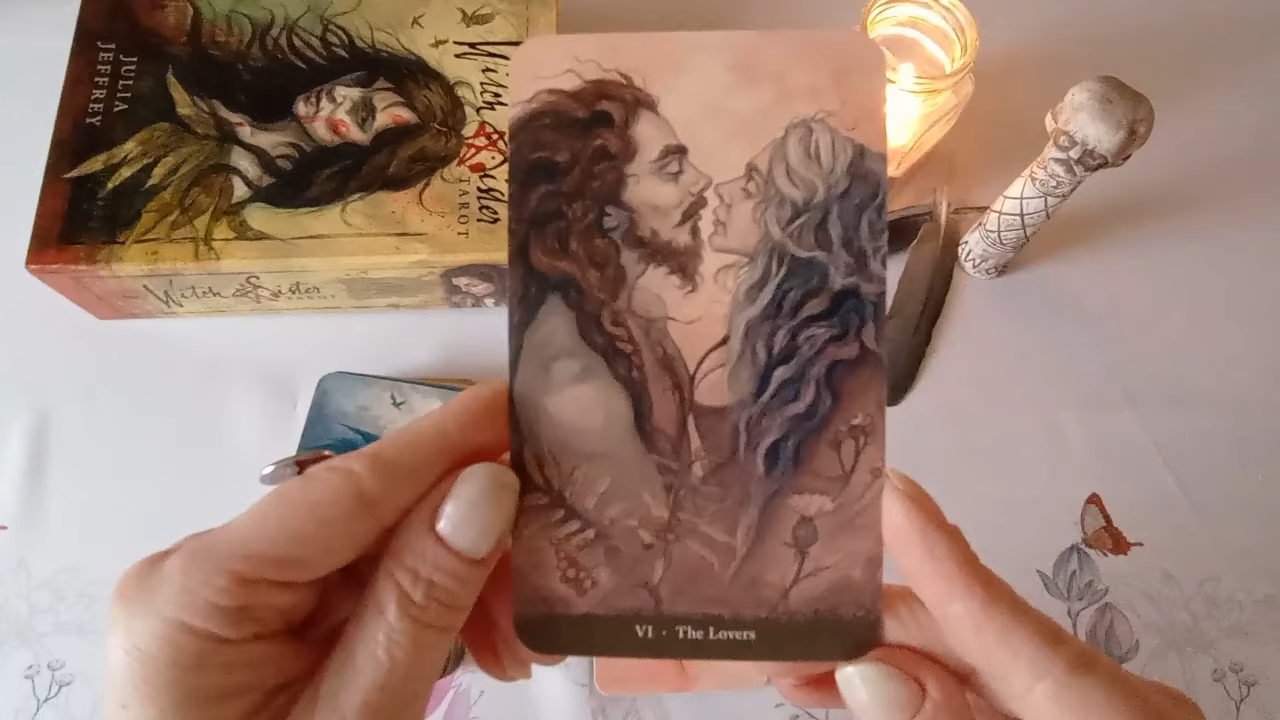 JULIA
JEFFREY
Witch Sister
TAROT
Witch Sister
TAROT
VI · The Lovers